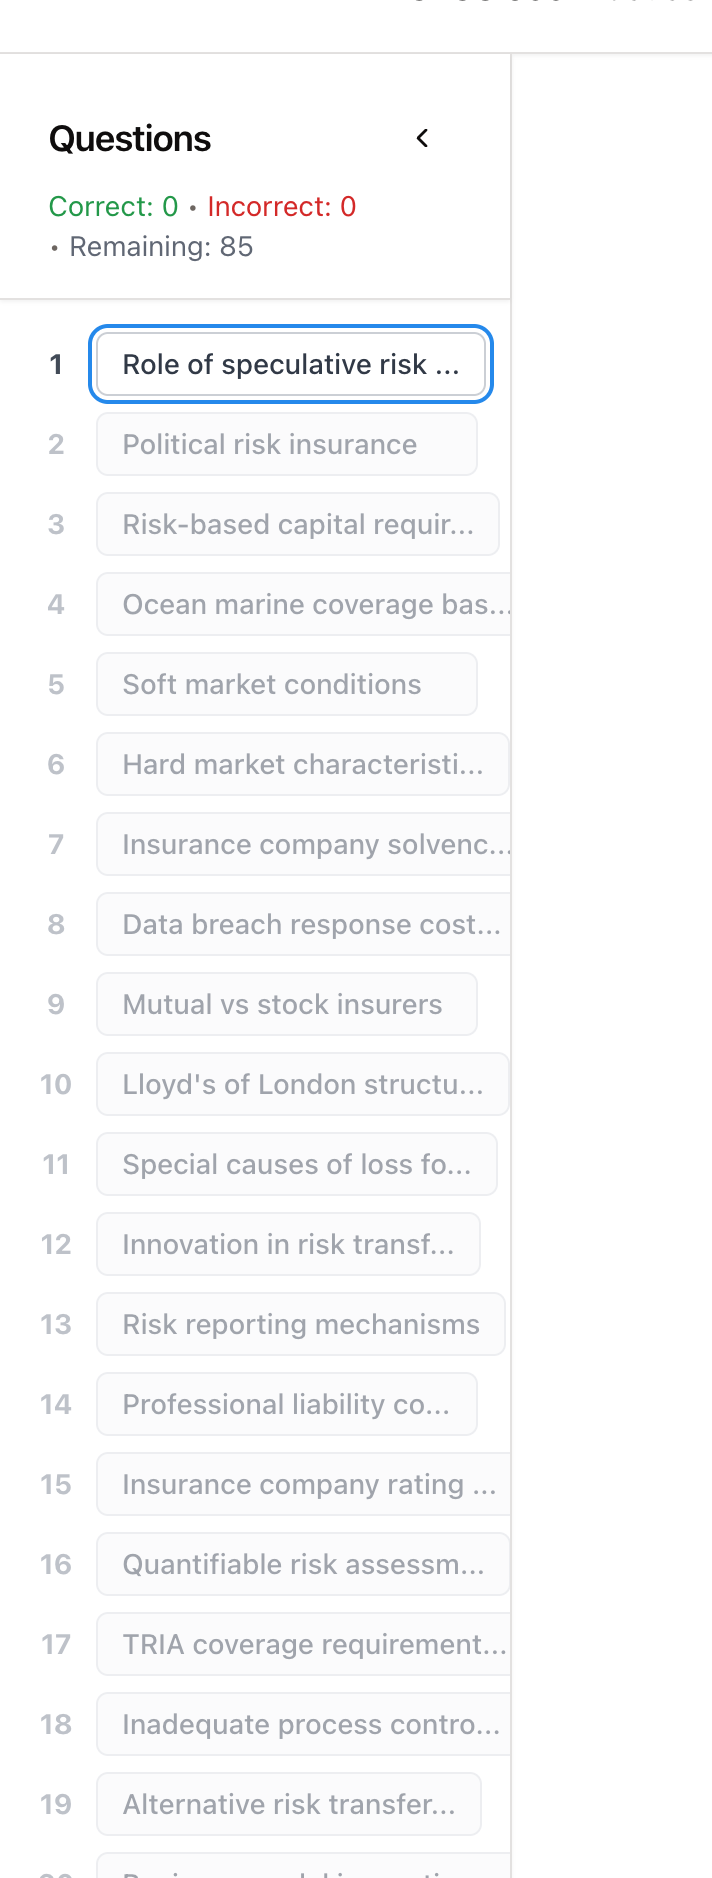 Questions
Correct: 0 • Incorrect: 0
• Remaining: 85
1 Role of speculative risk ...
2 Political risk insurance
3 Risk-based capital requir...
4 Ocean marine coverage bas...
5 Soft market conditions
6 Hard market characteristi...
7 Insurance company solvenc...
8 Data breach response cost...
9 Mutual vs stock insurers
10 Lloyd's of London structu...
11 Special causes of loss fo...
12 Innovation in risk transf...
13 Risk reporting mechanisms
14 Professional liability co...
15 Insurance company rating ...
16 Quantifiable risk assessm...
17 TRIA coverage requirement...
18 Inadequate process contro...
19 Alternative risk transfer...